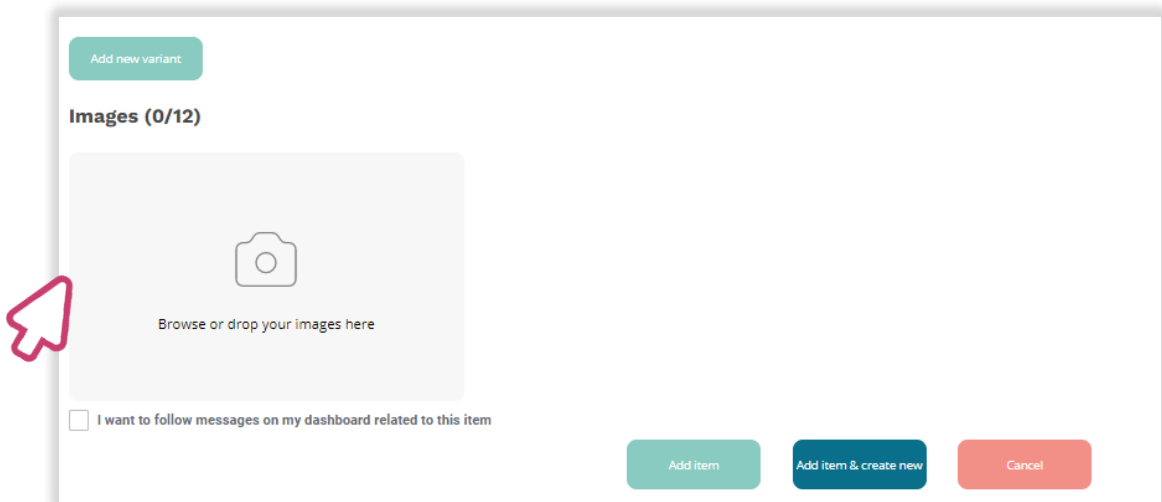 Add new variant
Images (0/12)
Browse or drop your images here
I want to follow messages on my dashboard related to this item
Add item
Add item & create new
Cancel